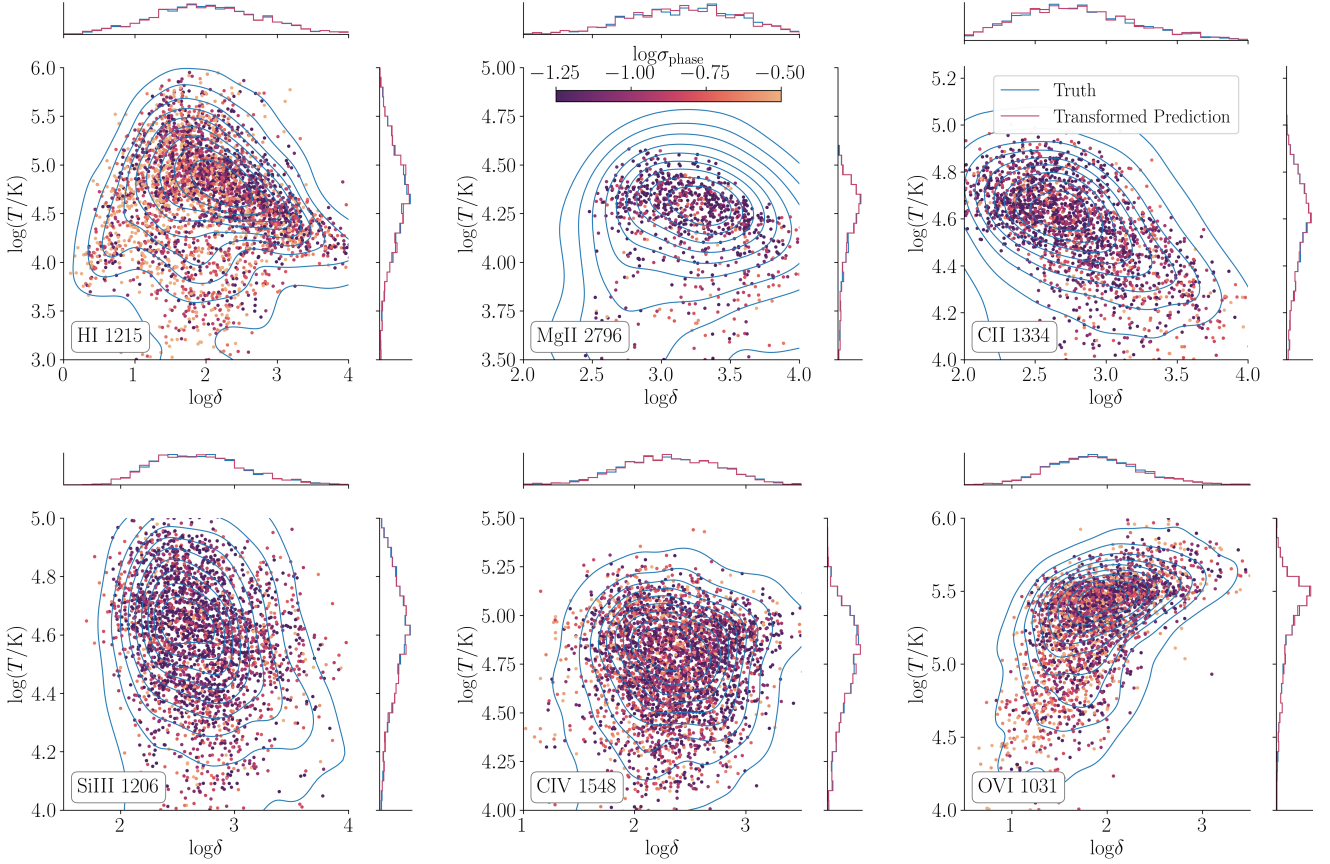 logσphase
−1.25 −1.00 −0.75 −0.50
Truth
Transformed Prediction
log(T/K)
6.0
5.5
5.0
4.5
4.0
3.5
3.0
HI 1215
0 1 2 3 4
logδ
log(T/K)
5.00
4.75
4.50
4.25
4.00
3.75
3.50
MgII 2796
2.0 2.5 3.0 3.5 4.0
logδ
log(T/K)
5.2
5.0
4.8
4.6
4.4
4.2
4.0
CII 1334
2.0 2.5 3.0 3.5 4.0
logδ
log(T/K)
5.0
4.8
4.6
4.4
4.2
4.0
SiIII 1206
2 3 4
logδ
log(T/K)
5.50
5.25
5.00
4.75
4.50
4.25
4.00
CIV 1548
1 2 3
logδ
log(T/K)
6.0
5.5
5.0
4.5
4.0
OVI 1031
1 2 3
logδ